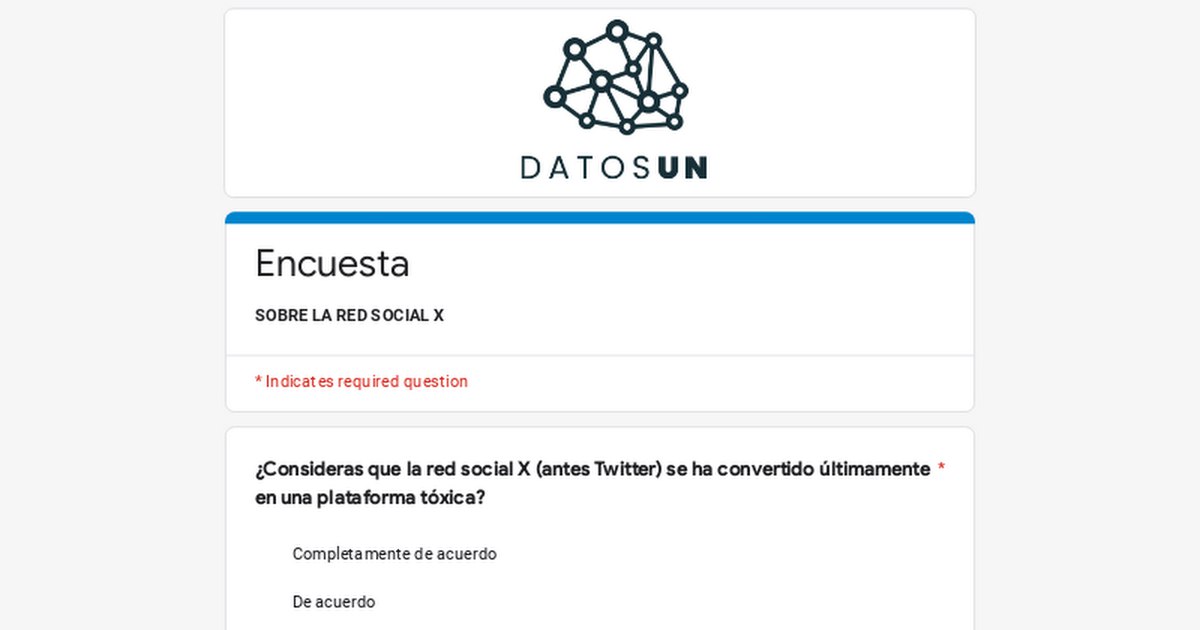 DATOSUN
Encuesta
SOBRE LA RED SOCIAL X
* Indicates required question
¿Consideras que la red social X (antes Twitter) se ha convertido últimamente *
en una plataforma tóxica?
Completamente de acuerdo
De acuerdo